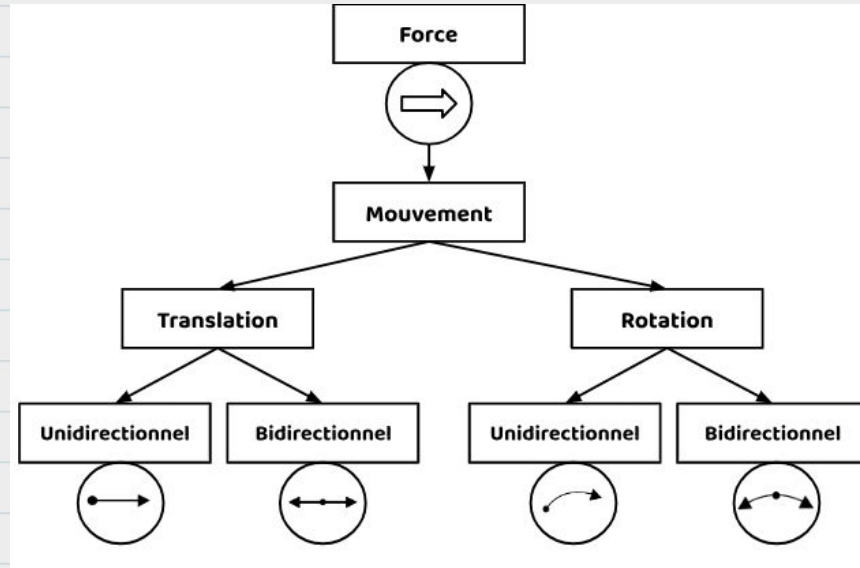 Force
Mouvement
Translation
Rotation
Unidirectionnel
Bidirectionnel
Unidirectionnel
Bidirectionnel